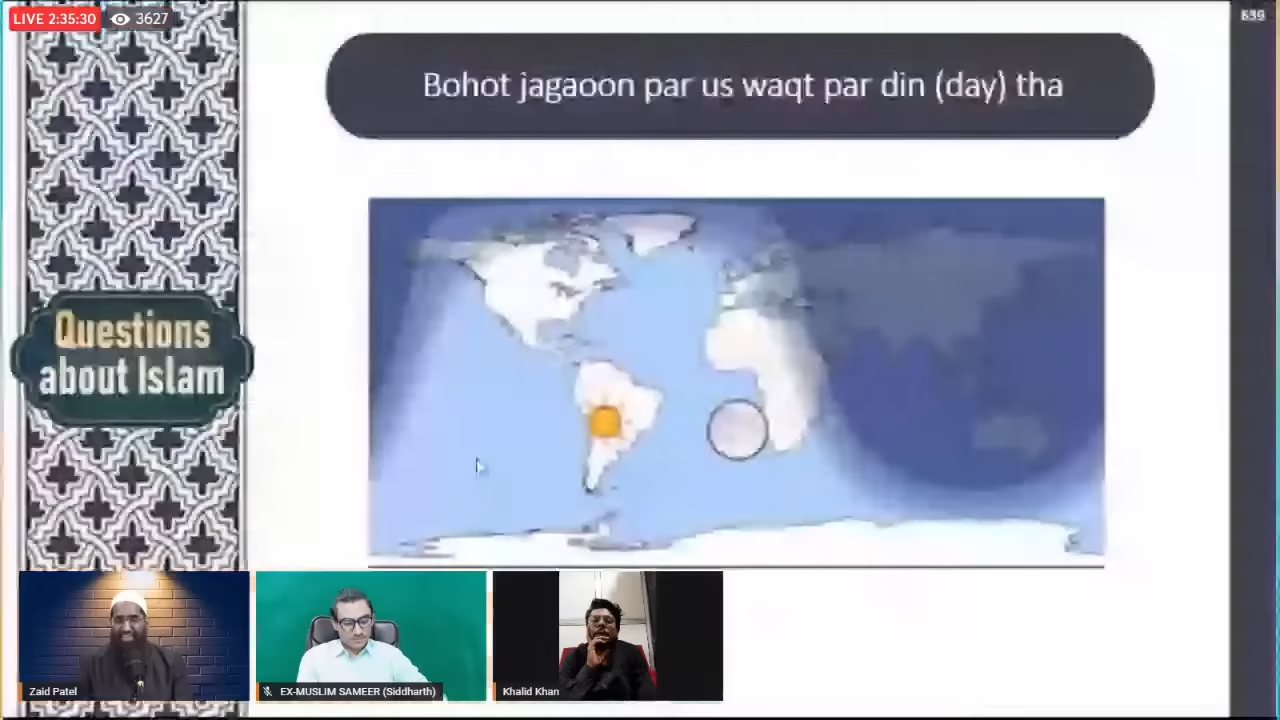 LIVE 2:35:30 3627
639
Bohot jagaoon par us waqt par din (day) tha
Questions
about Islam
Zaid Patel
EX-MUSLIM SAMEER (Siddharth)
Khalid Khan